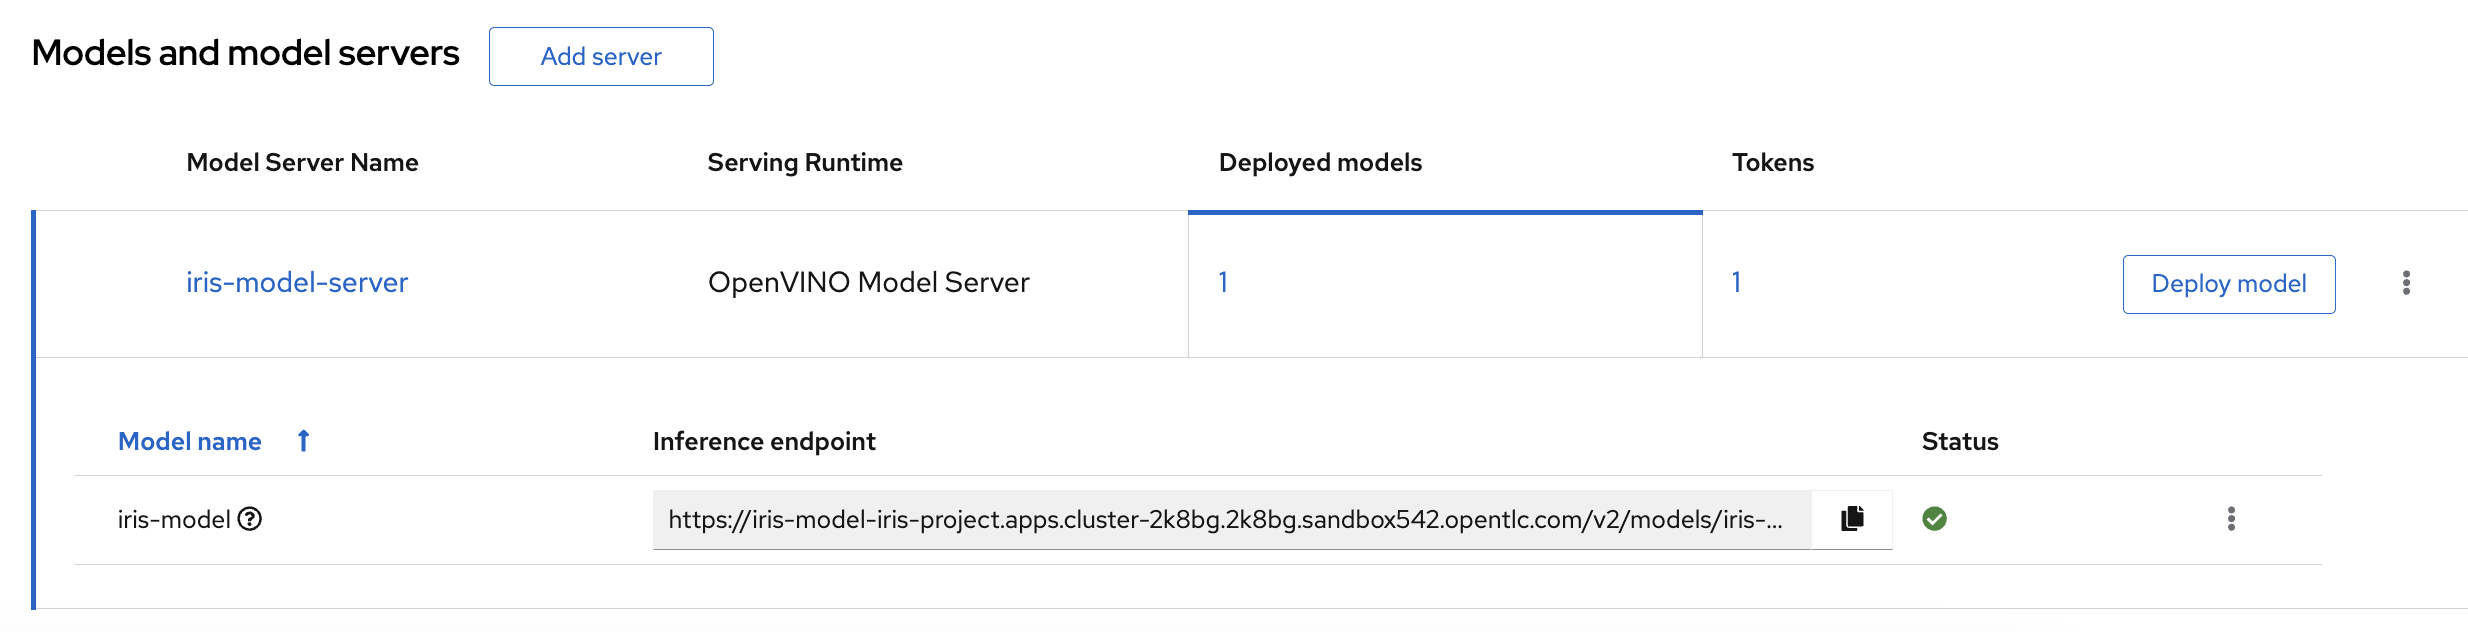 Models and model servers Add server
Model Server Name Serving Runtime Deployed models Tokens
iris-model-server OpenVINO Model Server 1 1 Deploy model
Model name Inference endpoint Status
iris-model https://iris-model-iris-project.apps.cluster-2k8bg.2k8bg.sandbox542.opentlc.com/v2/models/iris-...